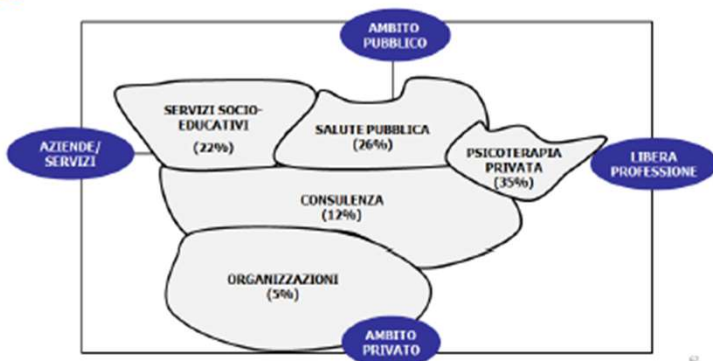 AMBITO
PUBBLICO
SERVIZI SOCIO-
EDUCATIVI
(22%)
SALUTE PUBBLICA
(26%)
AZIENDE/
SERVIZI
PSICOTERAPIA
PRIVATA
(35%)
LIBERA
PROFESSIONE
CONSULENZA
(12%)
ORGANIZZAZIONI
(5%)
AMBITO
PRIVATO